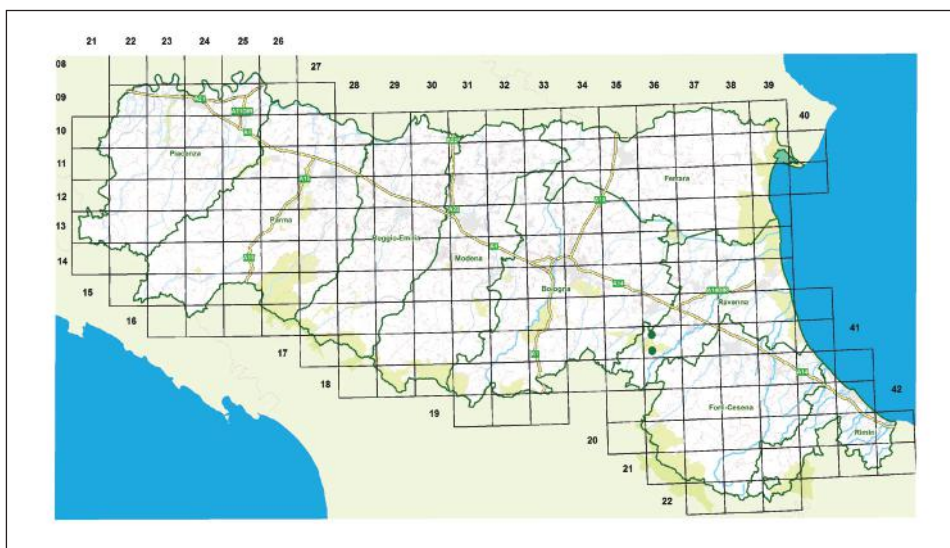 21 22 23 24 25 26
27
08
28 29 30 31 32 33 34 35 36 37 38 39
09
40
10
Piacenza
11
Ferrara
12
Parma
13
Reggio-Emilia
Modena
14
Bologna
15
Ravenna
16
41
17
18
42
Forlì-Cesena
19
Rimini
20
21
22